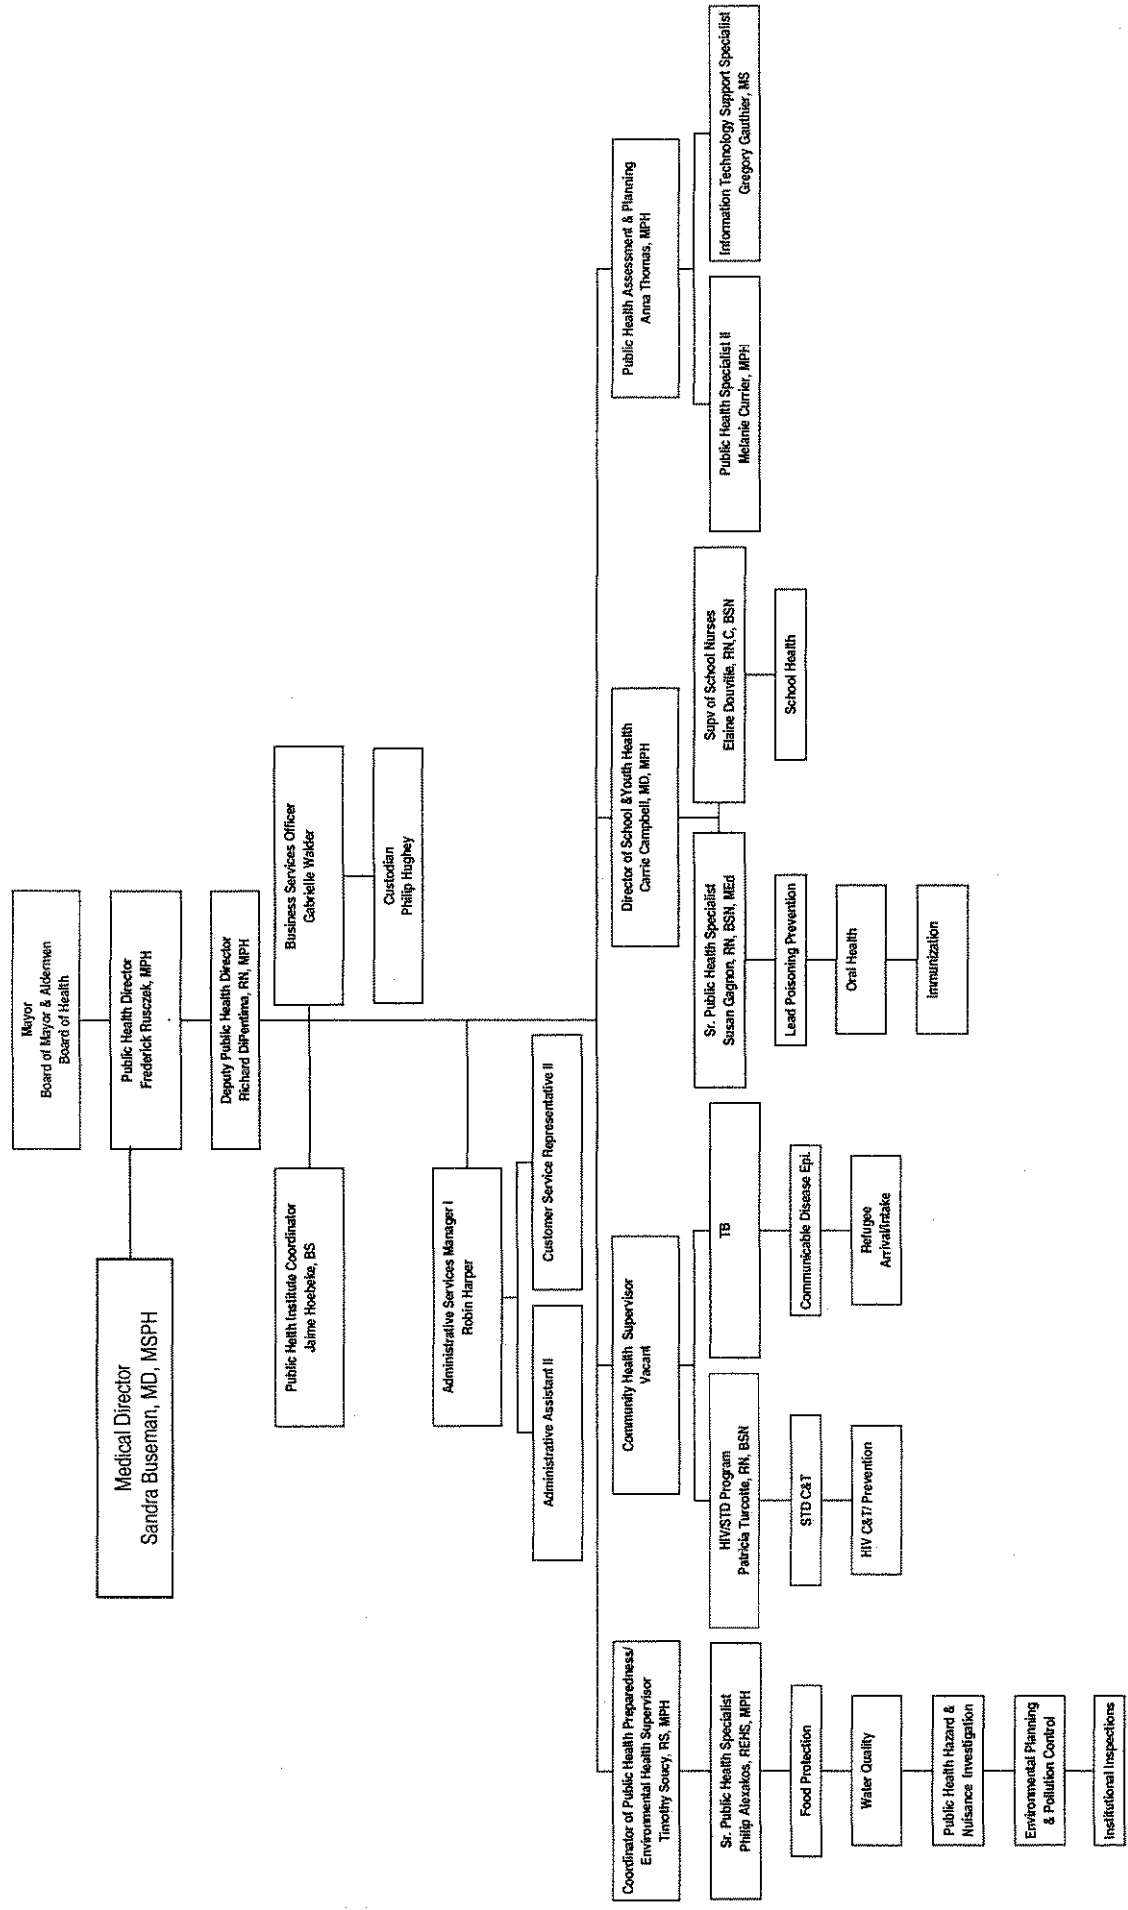 Mayor
Board of Mayor & Aldermen
Board of Health
Medical Director
Sandra Buseman, MD, MSPH
Public Health Director
Frederick Rusczek, MPH
Deputy Public Health Director
Richard DiPentima, RN, MPH
Public Helth Institute Coordinator
Jaime Hoebeke, BS
Business Services Officer
Gabrielle Walder
Custodian
Philip Hughey
Administrative Services Manager I
Robin Harper
Administrative Assistant II
Customer Service Representative II
Coordinator of Public Health Preparedness/
Environmental Health Supervisor
Timothy Soucy, RS, MPH
Sr. Public Health Specialist
Philip Alexakos, REHS, MPH
Food Protection
Water Quality
Public Health Hazard &
Nuisance Investigation
Environmental Planning
& Pollution Control
Institutional Inspections
Community Health Supervisor
Vacant
HIV/STD Program
Patricia Turcotte, RN, BSN
STD C&T
HIV C&T/ Prevention
TB
Communicable Disease Epi.
Refugee
Arrival/Intake
Director of School &Youth Health
Carrie Campbell, MD, MPH
Sr. Public Health Specialist
Susan Gagnon, RN, BSN, MEd
Lead Poisoning Prevention
Oral Health
Immunization
Supv of School Nurses
Elaine Douville, RN,C, BSN
School Health
Public Health Assessment & Planning
Anna Thomas, MPH
Public Health Specialist II
Melanie Currier, MPH
Information Technology Support Specialist
Gregory Gauthier, MS